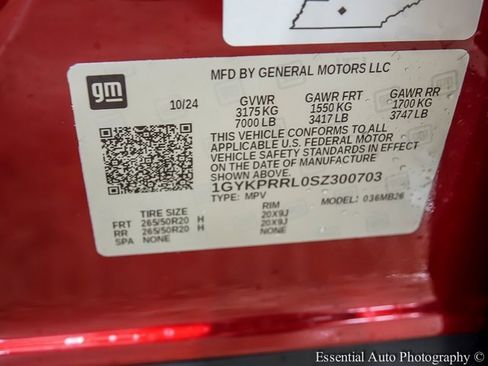 gm
MFD BY GENERAL MOTORS LLC
10/24
GVWR GAWR FRT GAWR RR
3175 KG 1550 KG 1700 KG
7000 LB 3417 LB 3747 LB
THIS VEHICLE CONFORMS TO ALL
APPLICABLE U.S. FEDERAL MOTOR
VEHICLE SAFETY STANDARDS IN EFFECT
ON THE DATE OF MANUFACTURE
SHOWN ABOVE.
1GYKPRRL0SZ300703
TYPE: MPV MODEL: 036MB26
TIRE SIZE RIM
FRT 265/50R20 H 20X9J
RR 265/50R20 H 20X9J
SPA NONE NONE
Essential Auto Photography ©